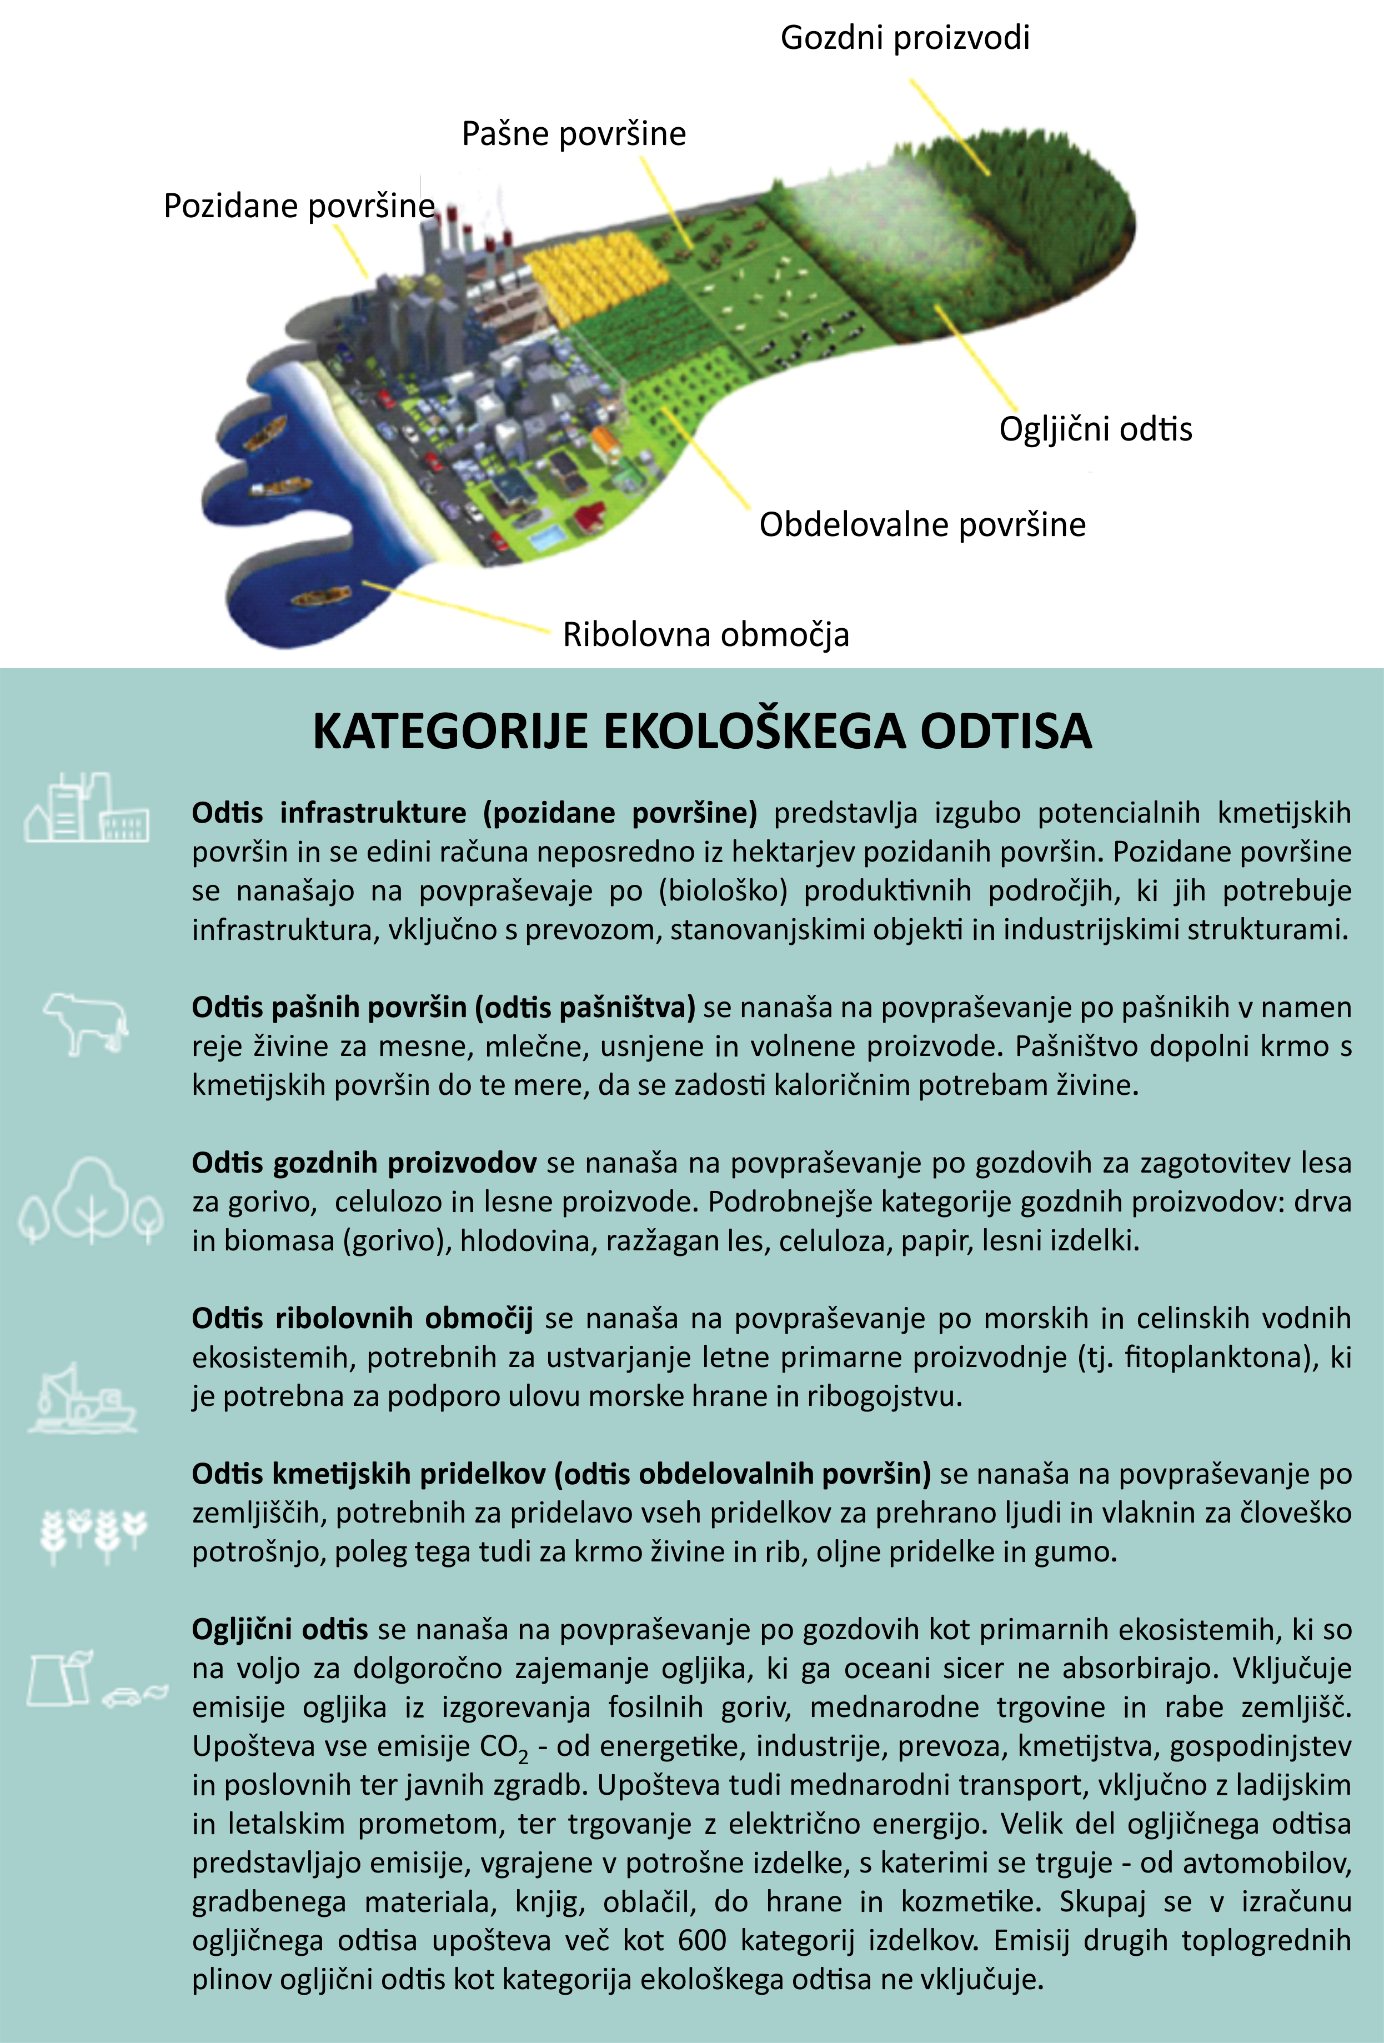 Gozdni proizvodi
Pašne površine
Pozidane površine
Ogljični odtis
Obdelovalne površine
Ribolovna območja
KATEGORIJE EKOLOŠKEGA ODTISA
Odtis infrastrukture (pozidane površine) predstavlja izgubo potencialnih kmetijskih
površin in se edini računa neposredno iz hektarjev pozidanih površin. Pozidane površine
se nanašajo na povpraševaje po (biološko) produktivnih področjih, ki jih potrebuje
infrastruktura, vključno s prevozom, stanovanjskimi objekti in industrijskimi strukturami.
Odtis pašnih površin (odtis pašništva) se nanaša na povpraševanje po pašnikih v namen
reje živine za mesne, mlečne, usnjene in volnene proizvode. Pašništvo dopolni krmo s
kmetijskih površin do te mere, da se zadosti kaloričnim potrebam živine.
Odtis gozdnih proizvodov se nanaša na povpraševanje po gozdovih za zagotovitev lesa
za gorivo, celulozo in lesne proizvode. Podrobnejše kategorije gozdnih proizvodov: drva
in biomasa (gorivo), hlodovina, razžagan les, celuloza, papir, lesni izdelki.
Odtis ribolovnih območij se nanaša na povpraševanje po morskih in celinskih vodnih
ekosistemih, potrebnih za ustvarjanje letne primarne proizvodnje (tj. fitoplanktona), ki
je potrebna za podporo ulovu morske hrane in ribogojstvu.
Odtis kmetijskih pridelkov (odtis obdelovalnih površin) se nanaša na povpraševanje po
zemljiščih, potrebnih za pridelavo vseh pridelkov za prehrano ljudi in vlaknin za človeško
potrošnjo, poleg tega tudi za krmo živine in rib, oljne pridelke in gumo.
Ogljični odtis se nanaša na povpraševanje po gozdovih kot primarnih ekosistemih, ki so
na voljo za dolgoročno zajemanje ogljika, ki ga oceani sicer ne absorbirajo. Vključuje
emisije ogljika iz izgorevanja fosilnih goriv, mednarodne trgovine in rabe zemljišč.
Upošteva vse emisije CO₂ - od energetike, industrije, prevoza, kmetijstva, gospodinjstev
in poslovnih ter javnih zgradb. Upošteva tudi mednarodni transport, vključno z ladijskim
in letalskim prometom, ter trgovanje z električno energijo. Velik del ogljičnega odtisa
predstavljajo emisije, vgrajene v potrošne izdelke, s katerimi se trguje - od avtomobilov,
gradbenega materiala, knjig, oblačil, do hrane in kozmetike. Skupaj se v izračunu
ogljičnega odtisa upošteva več kot 600 kategorij izdelkov. Emisij drugih toplogrednih
plinov ogljični odtis kot kategorija ekološkega odtisa ne vključuje.